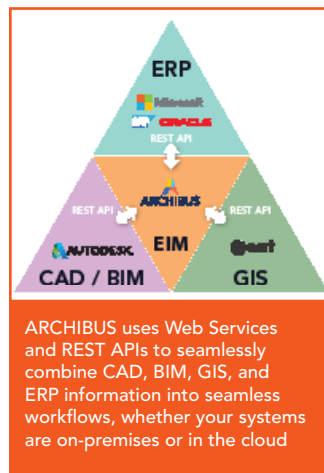 ERP
Microsoft
SAP ORACLE
REST API
REST API
ARCHIBUS
REST API
AUTODESK
EIM
esri
CAD / BIM
GIS
ARCHIBUS uses Web Services
and REST APIs to seamlessly
combine CAD, BIM, GIS, and
ERP information into seamless
workflows, whether your systems
are on-premises or in the cloud